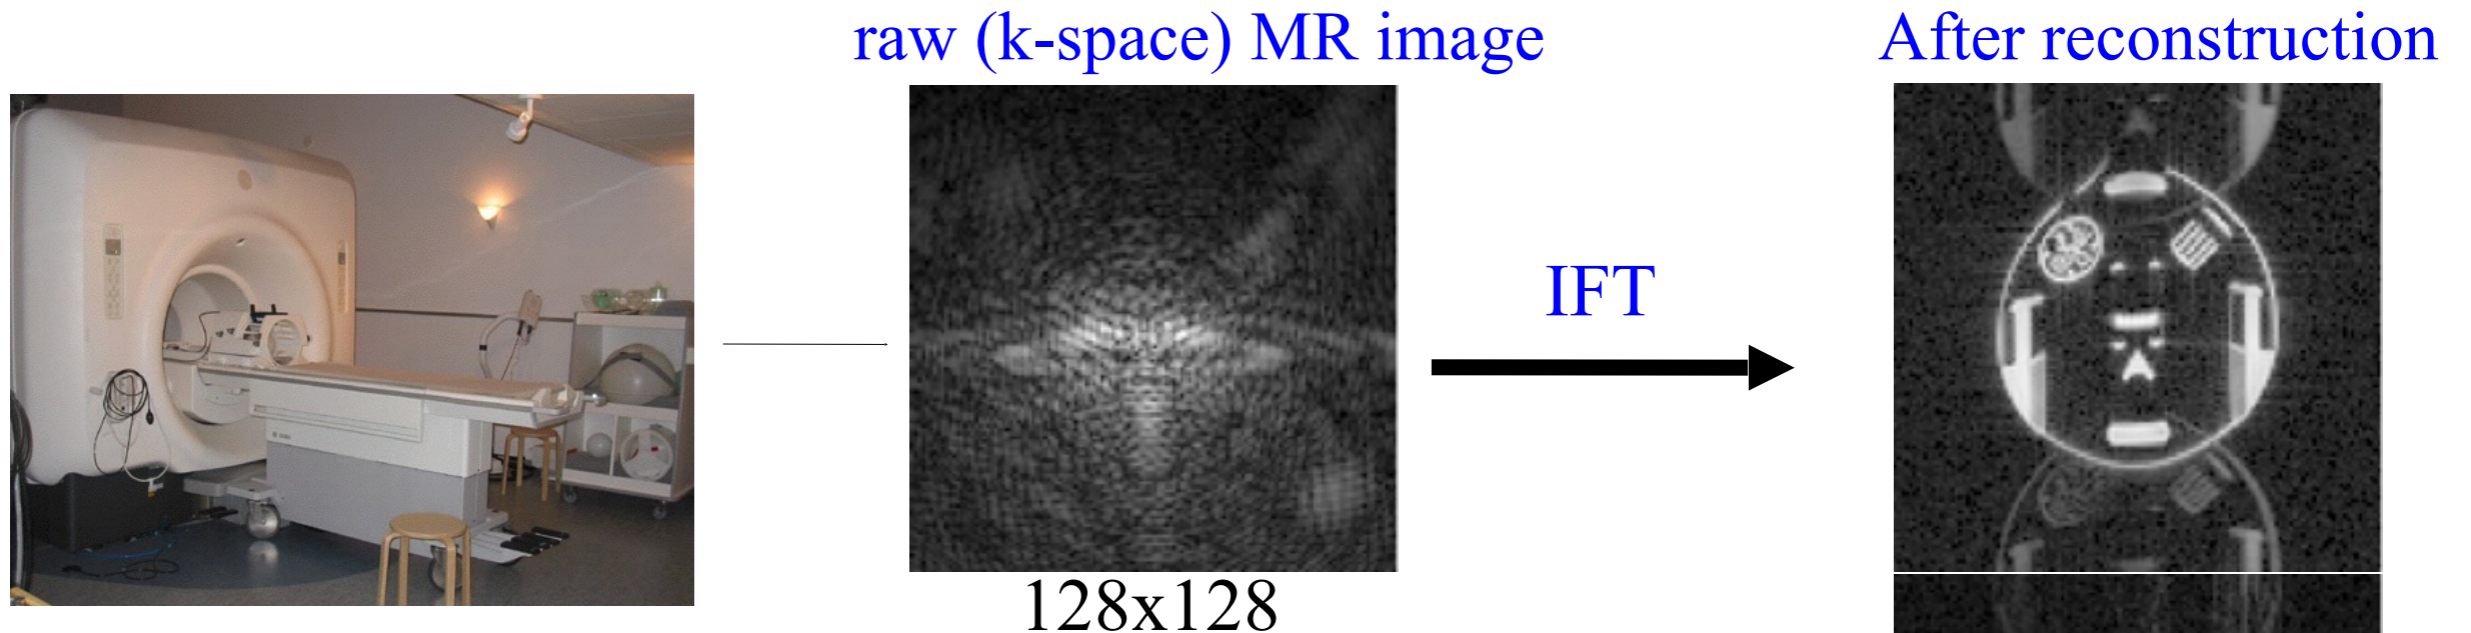 raw (k-space) MR image
After reconstruction
IFT
128x128